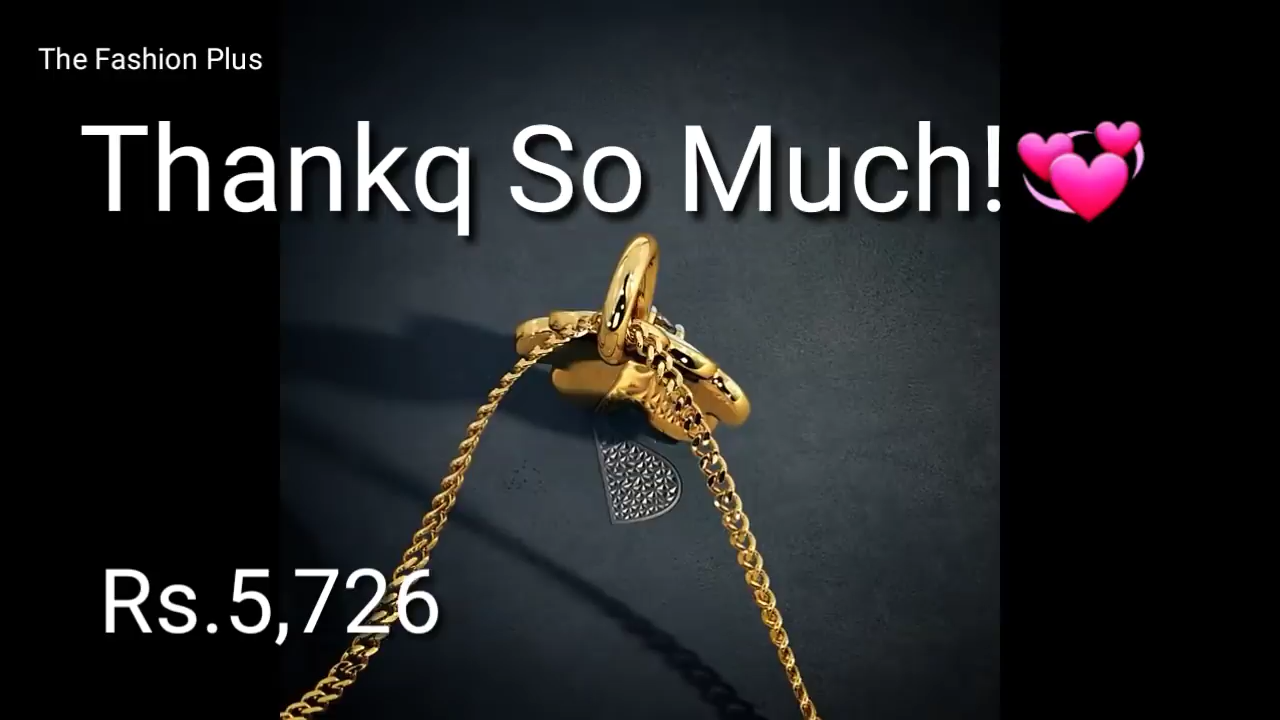 The Fashion Plus
Thankq So Much!💞
Rs.5,726